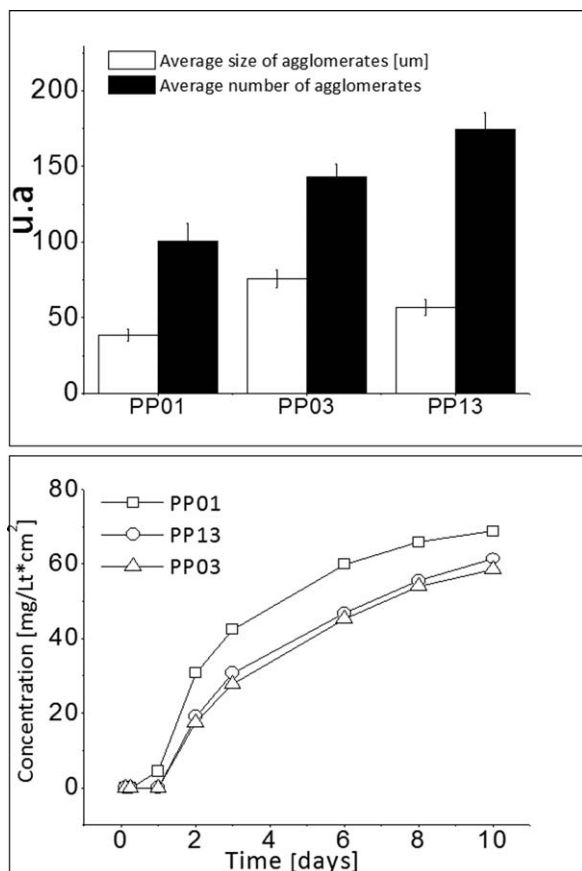 Average size of agglomerates [um]
Average number of agglomerates
200
150
100
50
0
u.a
PP01 PP03 PP13
80
60
40
20
0
PP01
PP13
PP03
Concentration [mg/Lt*cm²]
0 2 4 6 8 10
Time [days]